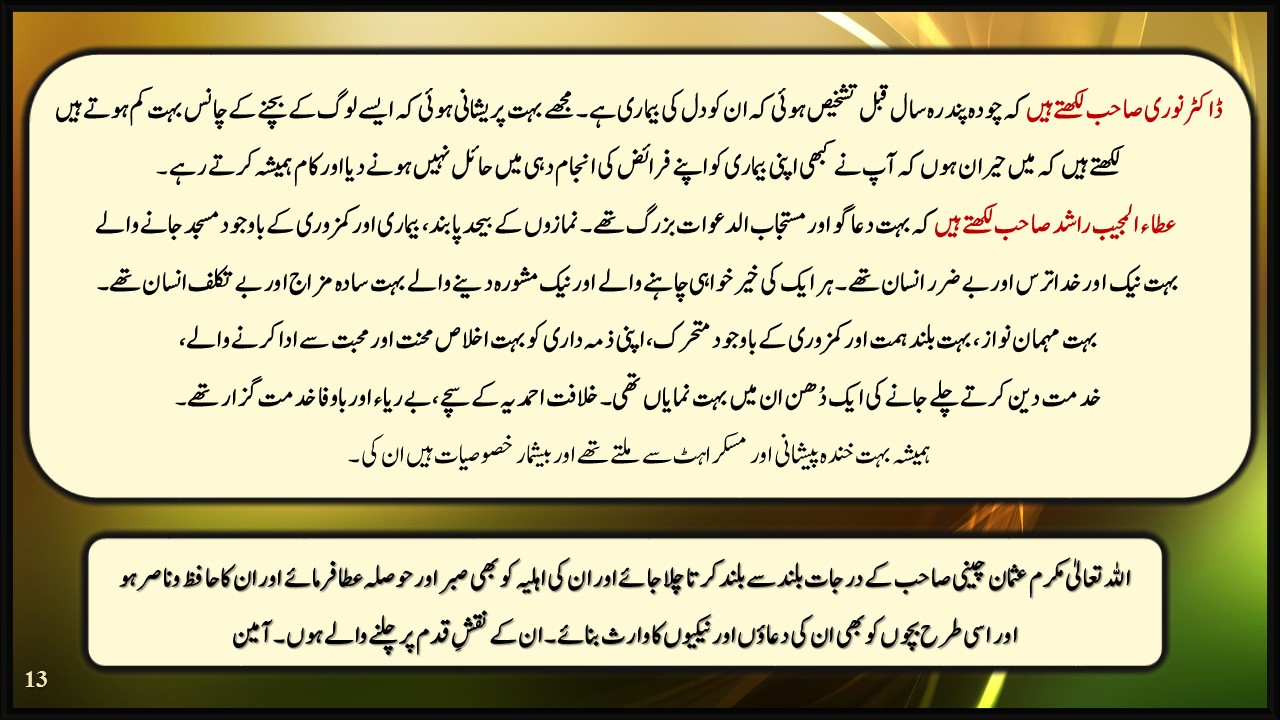 ڈاکٹر نوری صاحب لکھتے ہیں کہ چودہ پندرہ سال قبل تشخیص ہوئی کہ ان کو دل کی بیماری ہے۔ مجھے بہت پریشانی ہوئی کہ ایسے لوگ کے بچنے کے چانس بہت کم ہوتے ہیں
لکھتے ہیں کہ میں حیران ہوں کہ آپ نے کبھی اپنی بیماری کو اپنے فرائض کی انجام دہی میں حائل نہیں ہونے دیا اور کام ہمیشہ کرتے رہے۔
عطاء المجیب راشد صاحب لکھتے ہیں کہ بہت دعا گو اور مستجاب الدعوات بزرگ تھے۔ نمازوں کے بیحد پابند، بیماری اور کمزوری کے باوجود مسجد جانے والے
بہت نیک اور خدا ترس اور بے ضرر انسان تھے۔ ہر ایک کی خیر خواہی چاہنے والے اور نیک مشورہ دینے والے بہت سادہ مزاج اور بے تکلف انسان تھے۔
بہت مہمان نواز، بہت بلند ہمت اور کمزوری کے باوجود متحرک، اپنی ذمہ داری کو بہت اخلاص محنت اور محبت سے ادا کرنے والے،
خدمت دین کرتے چلے جانے کی ایک دُھن ان میں بہت نمایاں تھی۔ خلافت احمدیہ کے سچے، بے ریاء اور باوفا خدمت گزار تھے۔
ہمیشہ بہت خندہ پیشانی اور مسکراہٹ سے ملتے تھے اور بیشمار خصوصیات ہیں ان کی۔
اللہ تعالیٰ مکرم عثمان چینی صاحب کے درجات بلند سے بلند کرتا چلا جائے اور ان کی اہلیہ کو بھی صبر اور حوصلہ عطا فرمائے اور ان کا حافظ و ناصر ہو
اور اسی طرح بچوں کو بھی ان کی دعاؤں اور نیکیوں کا وارث بنائے۔ ان کے نقشِ قدم پر چلنے والے ہوں۔ آمین
13